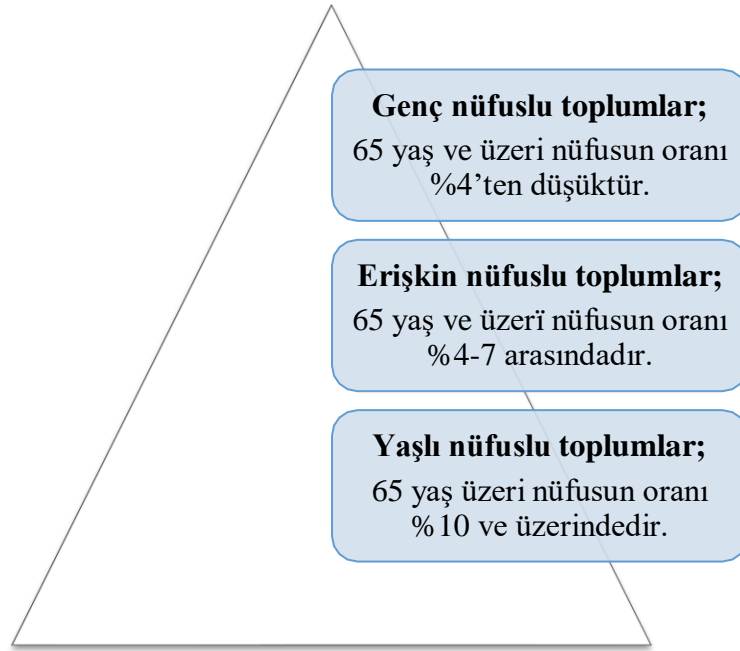 Genç nüfuslu toplumlar;
65 yaş ve üzeri nüfusun oranı
%4’ten düşüktür.
Erişkin nüfuslu toplumlar;
65 yaş ve üzerï nüfusun oranı
%4-7 arasındadır.
Yaşlı nüfuslu toplumlar;
65 yaş üzeri nüfusun oranı
%10 ve üzerindedir.